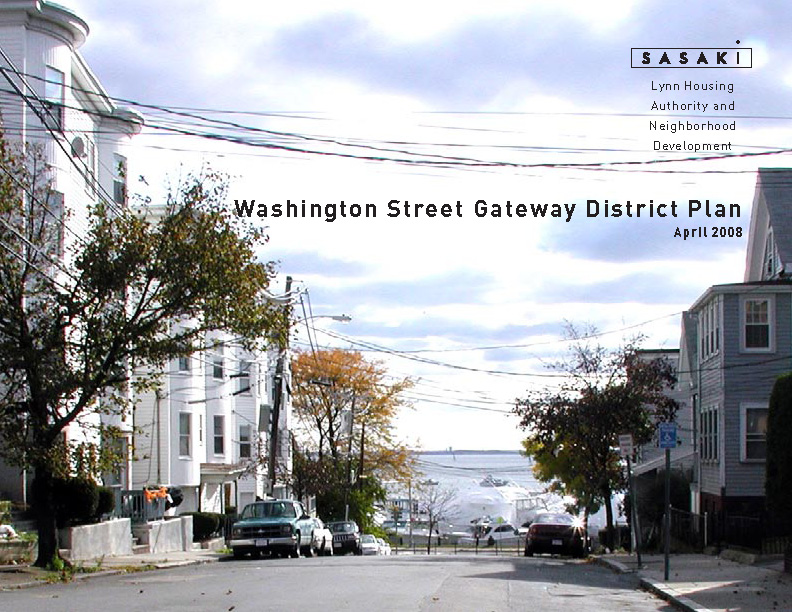 SASAKi
Lynn Housing
Authority and
Neighborhood
Development
Washington Street Gateway District Plan
April 2008